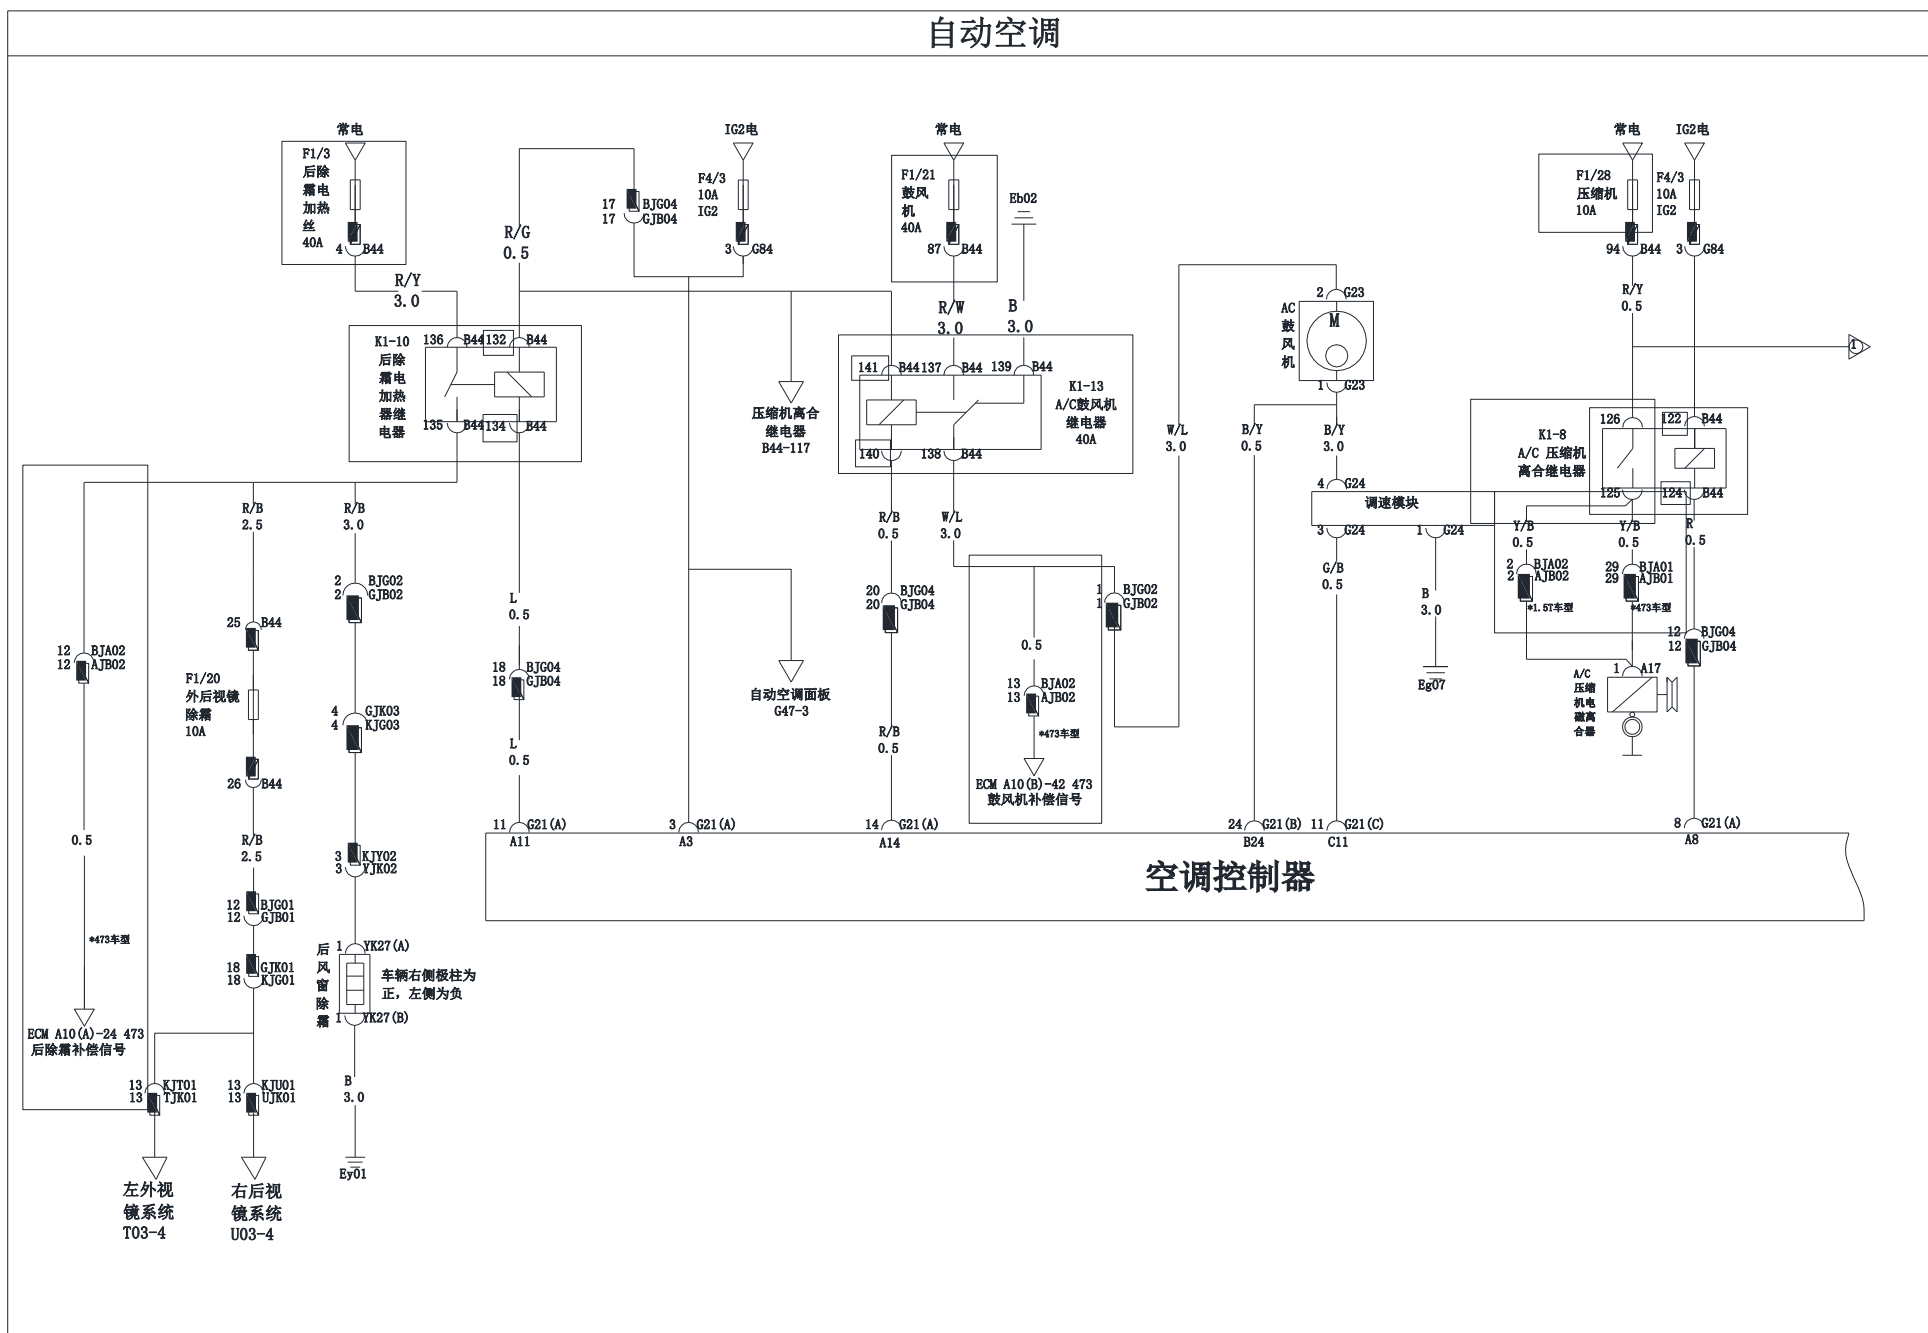 自动空调
常电
F1/3
后除
霜电
加热
丝
40A
4 B44
R/Y
3.0
R/G
0.5
17 BJG04
17 GJB04
IG2电
F4/3
10A
IG2
3 G84
常电
F1/21
鼓风
机
40A
87 B44
Eb02
R/W
3.0
B
3.0
常电
F1/28
压缩机
10A
94 B44
IG2电
F4/3
10A
IG2
3 G84
R/Y
0.5
1
2 G23
AC
鼓
风
机
M
1 G23
K1-10
后除
霜电
加热
器继
电器
136 B44
132 B44
135 B44
134 B44
压缩机离合
继电器
B44-117
141 B44
137 B44
139 B44
K1-13
A/C鼓风机
继电器
40A
140
138 B44
W/L
3.0
B/Y
0.5
B/Y
3.0
4 G24
调速模块
3 G24
1 G24
126
122 B44
K1-8
A/C 压缩机
离合继电器
125
124 B44
R/B
2.5
R/B
3.0
R/B
0.5
W/L
3.0
G/B
0.5
B
3.0
Eg07
Y/B
0.5
Y/B
0.5
R
0.5
2 BJA02
2 AJB02
*1.5T车型
29 BJA01
29 AJB01
*473车型
12 BJG04
12 GJB04
1 A17
A/C
压缩
机电
磁离
合器
2 BJG02
2 GJB02
L
0.5
20 BJG04
20 GJB04
1 BJG02
1 GJB02
0.5
13 BJA02
13 AJB02
*473车型
ECM A10(B)-42 473
鼓风机补偿信号
25 B44
F1/20
外后视镜
除霜
10A
26 B44
12 BJA02
12 AJB02
18 BJG04
18 GJB04
自动空调面板
G47-3
4 GJK03
4 KJG03
L
0.5
R/B
0.5
0.5
R/B
2.5
3 KJY02
3 YJK02
11 G21(A)
A11
3 G21(A)
A3
14 G21(A)
A14
24 G21(B)
B24
11 G21(C)
C11
8 G21(A)
A8
空调控制器
12 BJG01
12 GJB01
*473车型
18 GJK01
18 KJG01
后
风
窗
除
霜
1 YK27(A)
车辆右侧极柱为
正，左侧为负
1 YK27(B)
ECM A10(A)-24 473
后除霜补偿信号
13 KJT01
13 TJK01
13 KJU01
13 UJK01
B
3.0
Ey01
左外视
镜系统
T03-4
右后视
镜系统
U03-4